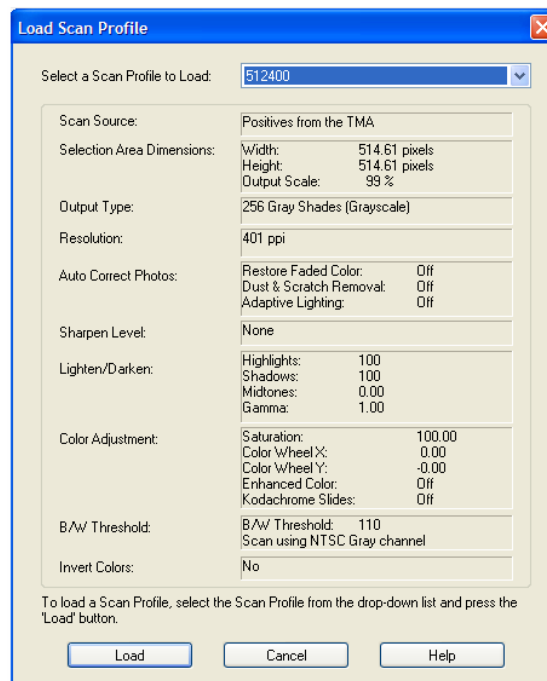 Load Scan Profile
Select a Scan Profile to Load: 512400
Scan Source: Positives from the TMA
Selection Area Dimensions: Width: 514.61 pixels
Height: 514.61 pixels
Output Scale: 99 %
Output Type: 256 Gray Shades (Grayscale)
Resolution: 401 ppi
Auto Correct Photos: Restore Faded Color: Off
Dust & Scratch Removal: Off
Adaptive Lighting: Off
Sharpen Level: None
Lighten/Darken: Highlights: 100
Shadows: 100
Midtones: 0.00
Gamma: 1.00
Color Adjustment: Saturation: 100.00
Color Wheel X: 0.00
Color Wheel Y: -0.00
Enhanced Color: Off
Kodachrome Slides: Off
B/W Threshold: B/W Threshold: 110
Scan using NTSC Gray channel
Invert Colors: No
To load a Scan Profile, select the Scan Profile from the drop-down list and press the
'Load' button.
Load Cancel Help